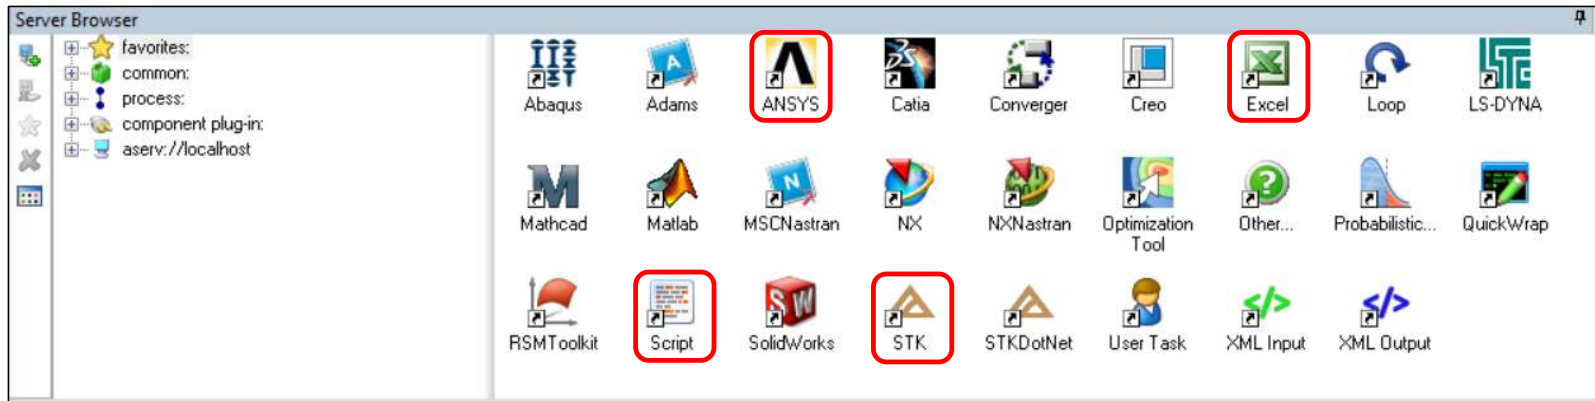 Server Browser
favorites:
common:
process:
component plug-in:
aserv://localhost
Abaqus
Adams
ANSYS
Catia
Converger
Creo
Excel
Loop
LS-DYNA
Mathcad
Matlab
MSCNastran
NX
NXNastran
Optimization
Tool
Other...
Probabilistic...
QuickWrap
RSMToolkit
Script
SolidWorks
STK
STKDotNet
User Task
XML Input
XML Output